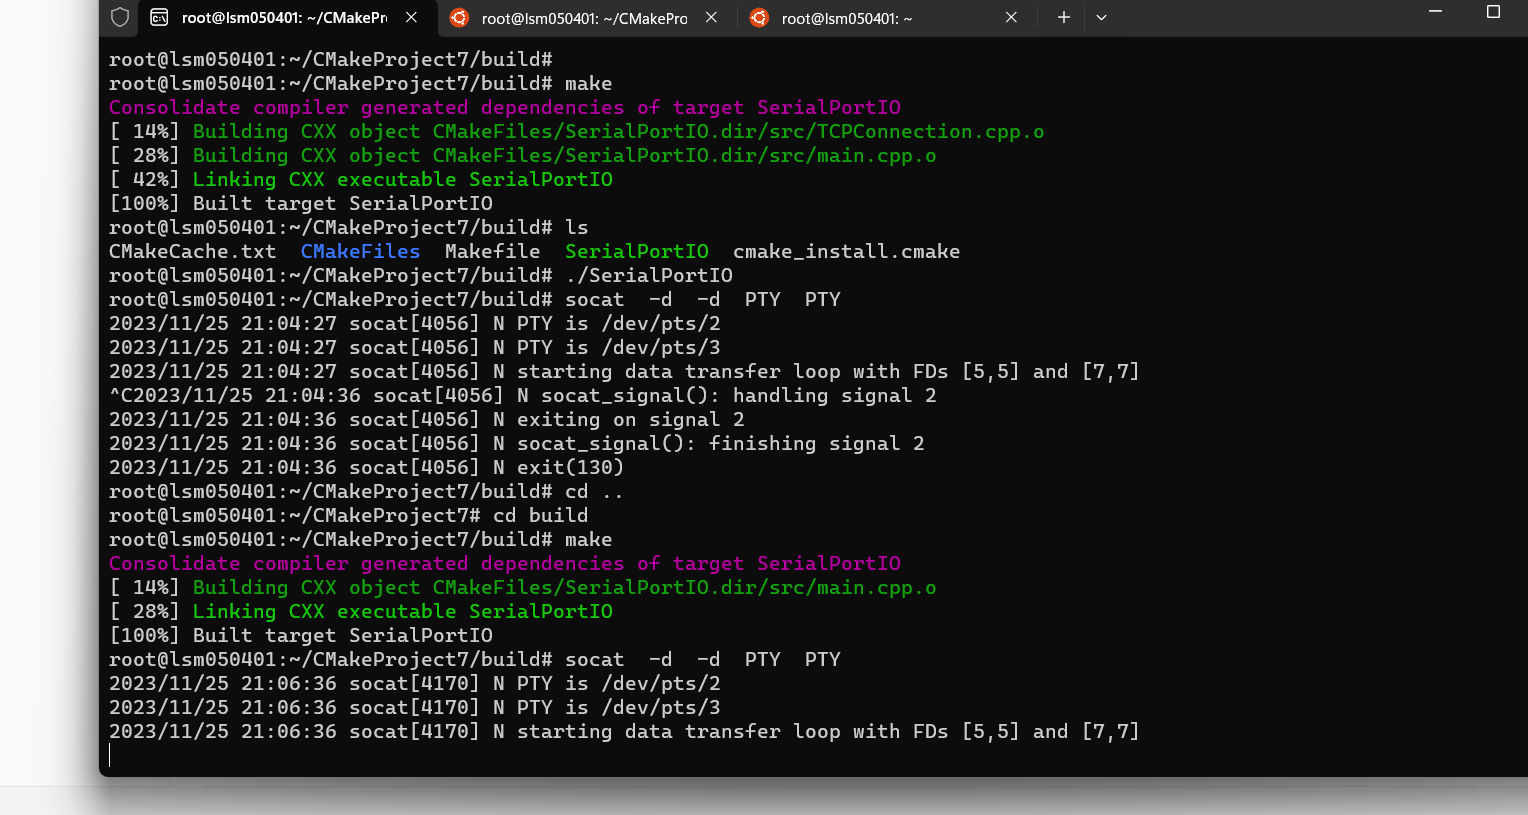 root@lsm050401: ~/CMakePr
root@lsm050401: ~/CMakePro
root@lsm050401: ~
root@lsm050401:~/CMakeProject7/build#
root@lsm050401:~/CMakeProject7/build# make
Consolidate compiler generated dependencies of target SerialPortIO
[ 14%] Building CXX object CMakeFiles/SerialPortIO.dir/src/TCPConnection.cpp.o
[ 28%] Building CXX object CMakeFiles/SerialPortIO.dir/src/main.cpp.o
[ 42%] Linking CXX executable SerialPortIO
[100%] Built target SerialPortIO
root@lsm050401:~/CMakeProject7/build# ls
CMakeCache.txt  CMakeFiles  Makefile  SerialPortIO  cmake_install.cmake
root@lsm050401:~/CMakeProject7/build# ./SerialPortIO
root@lsm050401:~/CMakeProject7/build# socat  -d  -d  PTY  PTY
2023/11/25 21:04:27 socat[4056] N PTY is /dev/pts/2
2023/11/25 21:04:27 socat[4056] N PTY is /dev/pts/3
2023/11/25 21:04:27 socat[4056] N starting data transfer loop with FDs [5,5] and [7,7]
^C2023/11/25 21:04:36 socat[4056] N socat_signal(): handling signal 2
2023/11/25 21:04:36 socat[4056] N exiting on signal 2
2023/11/25 21:04:36 socat[4056] N socat_signal(): finishing signal 2
2023/11/25 21:04:36 socat[4056] N exit(130)
root@lsm050401:~/CMakeProject7/build# cd ..
root@lsm050401:~/CMakeProject7# cd build
root@lsm050401:~/CMakeProject7/build# make
Consolidate compiler generated dependencies of target SerialPortIO
[ 14%] Building CXX object CMakeFiles/SerialPortIO.dir/src/main.cpp.o
[ 28%] Linking CXX executable SerialPortIO
[100%] Built target SerialPortIO
root@lsm050401:~/CMakeProject7/build# socat  -d  -d  PTY  PTY
2023/11/25 21:06:36 socat[4170] N PTY is /dev/pts/2
2023/11/25 21:06:36 socat[4170] N PTY is /dev/pts/3
2023/11/25 21:06:36 socat[4170] N starting data transfer loop with FDs [5,5] and [7,7]